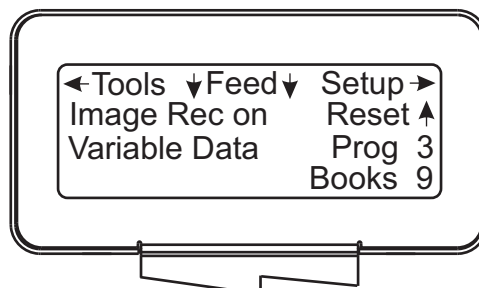 ←Tools ↓Feed↓ Setup→
Image Rec on Reset↑
Variable Data Prog 3
Books 9